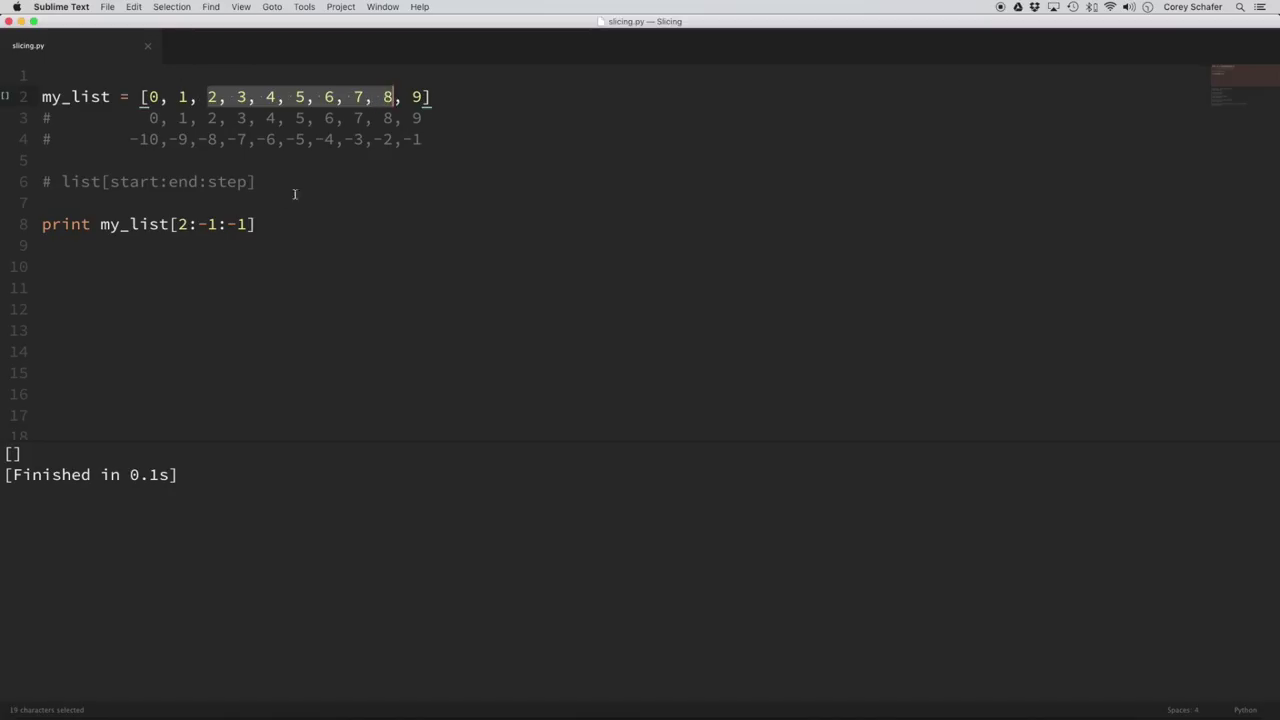 Sublime Text File Edit Selection Find View Goto Tools Project Window Help Corey Schafer
slicing.py — Slicing
slicing.py ×
1
[] 2 my_list = [0, 1, 2, 3, 4, 5, 6, 7, 8, 9]
3 # 0, 1, 2, 3, 4, 5, 6, 7, 8, 9
4 # -10,-9,-8,-7,-6,-5,-4,-3,-2,-1
5
6 # list[start:end:step]
7
8 print my_list[2:-1:-1]
9
10
11
12
13
14
15
16
17
18
[]
[Finished in 0.1s]
19 characters selected Spaces: 4 Python